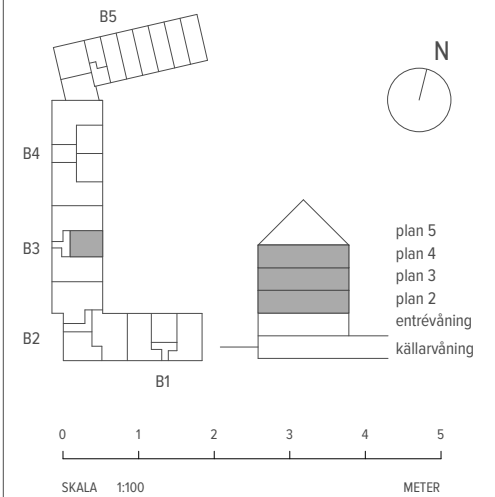 B5
N
B4
B3
B2
B1
plan 5
plan 4
plan 3
plan 2
entrévåning
källarvåning
0 1 2 3 4 5
SKALA 1:100 METER